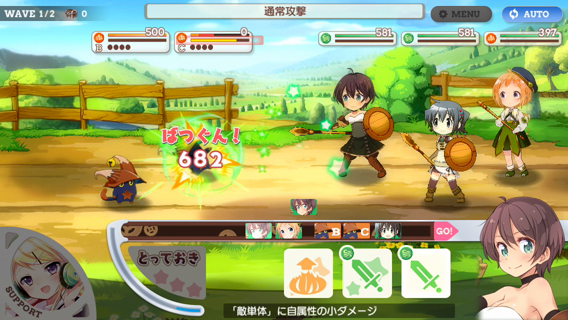 WAVE 1/2 0
通常攻撃
MENU
AUTO
500
B
0
C
581
581
397
ばつぐん!
682
とっておき
SUPPORT
B
C
GO!
「敵単体」に自属性の小ダメージ